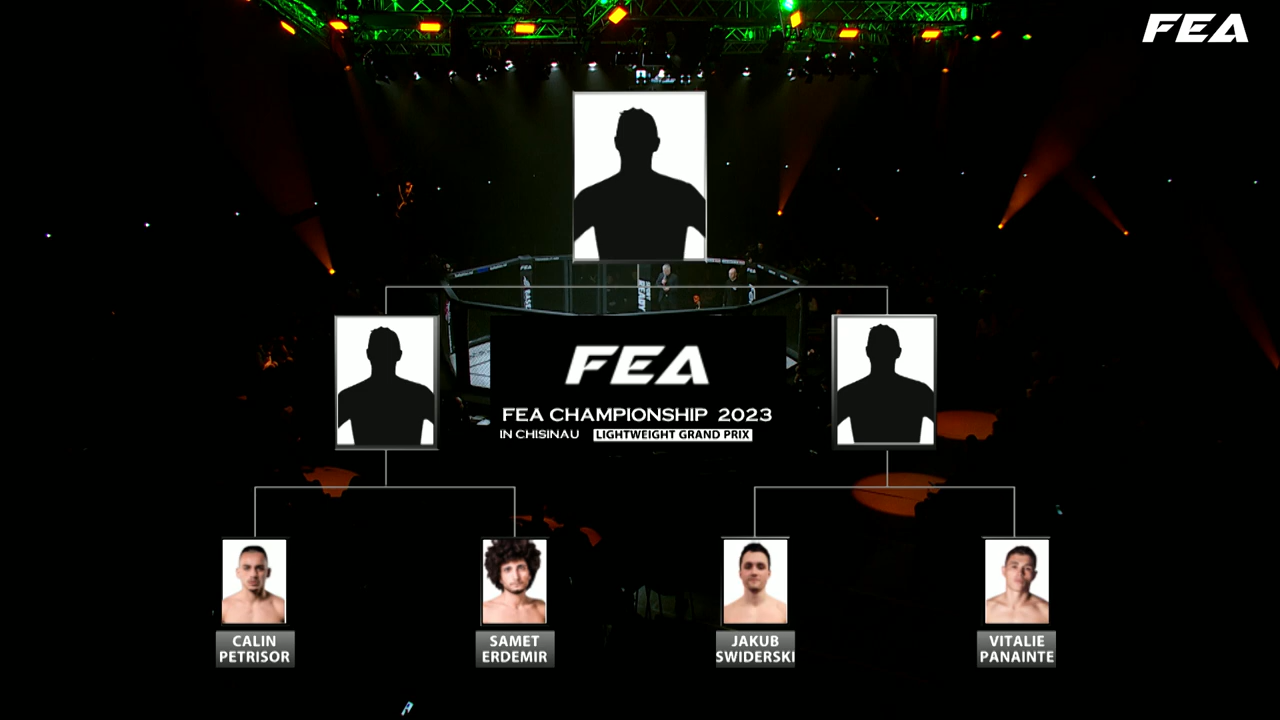 FEA
FEA
FEA CHAMPIONSHIP 2023
IN CHISINAU LIGHTWEIGHT GRAND PRIX
CALIN
PETRISOR
SAMET
ERDEMIR
JAKUB
SWIDERSKI
VITALIE
PANAINTE